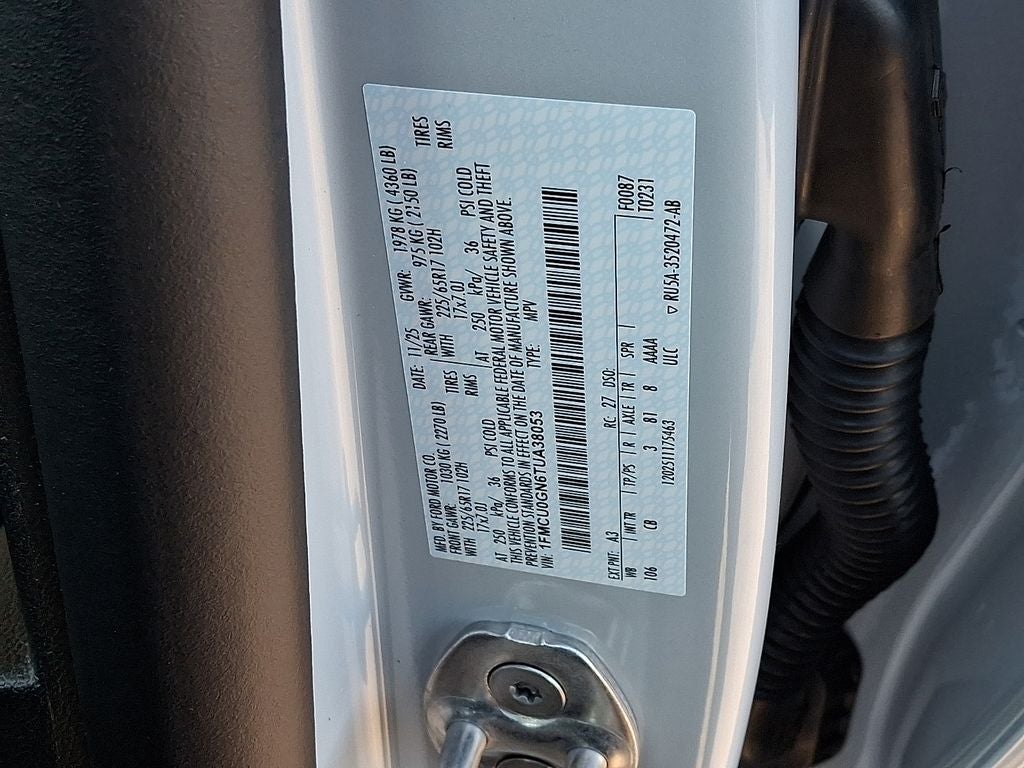 MFD. BY FORD MOTOR CO. DATE: 11/25 GVWR: 1978 KG ( 4360 LB)
FRONT GAWR: 1030 KG ( 2270 LB) REAR GAWR: 975 KG ( 2150 LB)
WITH 225/65R17 102H TIRES WITH 225/65R17 102H TIRES
17x7.0J RIMS 17x7.0J RIMS
AT 250 kPa/ 36 PSI COLD AT 250 kPa/ 36 PSI COLD
THIS VEHICLE CONFORMS TO ALL APPLICABLE FEDERAL MOTOR VEHICLE SAFETY AND THEFT
PREVENTION STANDARDS IN EFFECT ON THE DATE OF MANUFACTURE SHOWN ABOVE.
VIN: 1FMCU0GN6TUA38053 TYPE: MPV
EXT PNT: A3 RC: 27 DSO: F0087
WB INT TR TP/PS R AXLE TR SPR T0231
106 CB 3 81 8 AAAA
120251175463 UIC ▽ RU5A-3520472-AB